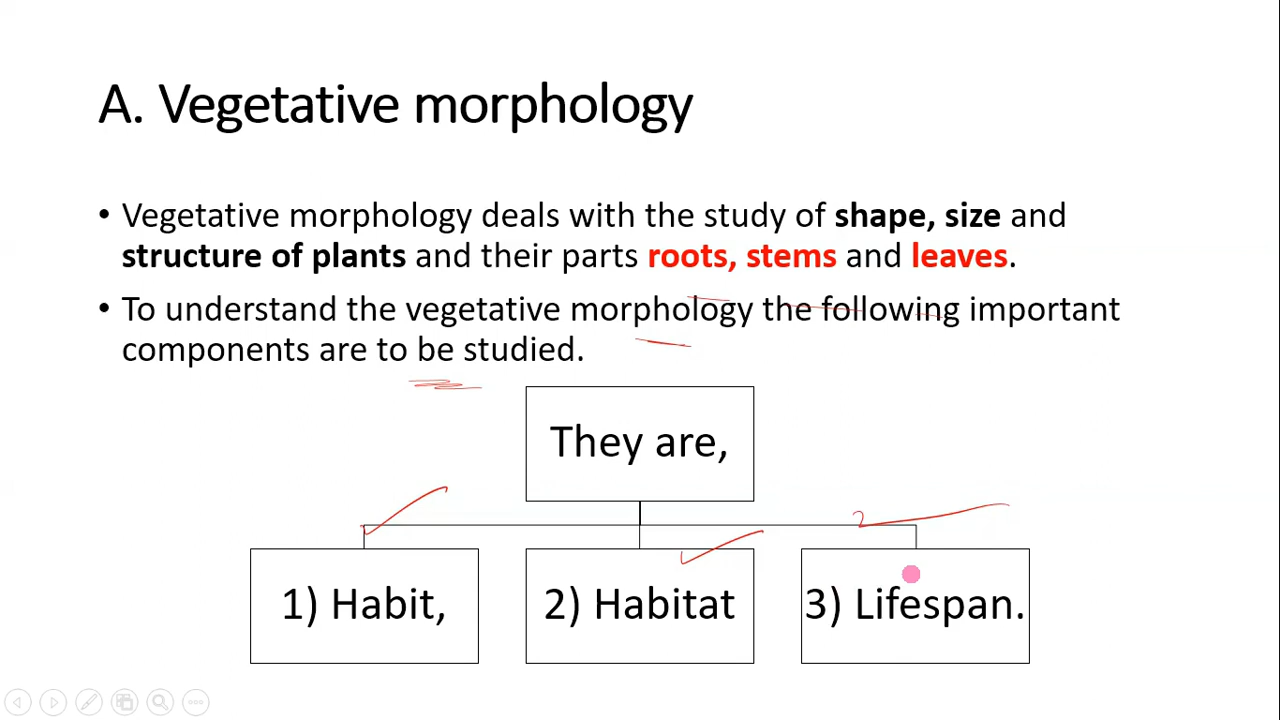 A. Vegetative morphology
• Vegetative morphology deals with the study of shape, size and
structure of plants and their parts roots, stems and leaves.
• To understand the vegetative morphology the following important
components are to be studied.
They are,
1) Habit,
2) Habitat
3) Lifespan.